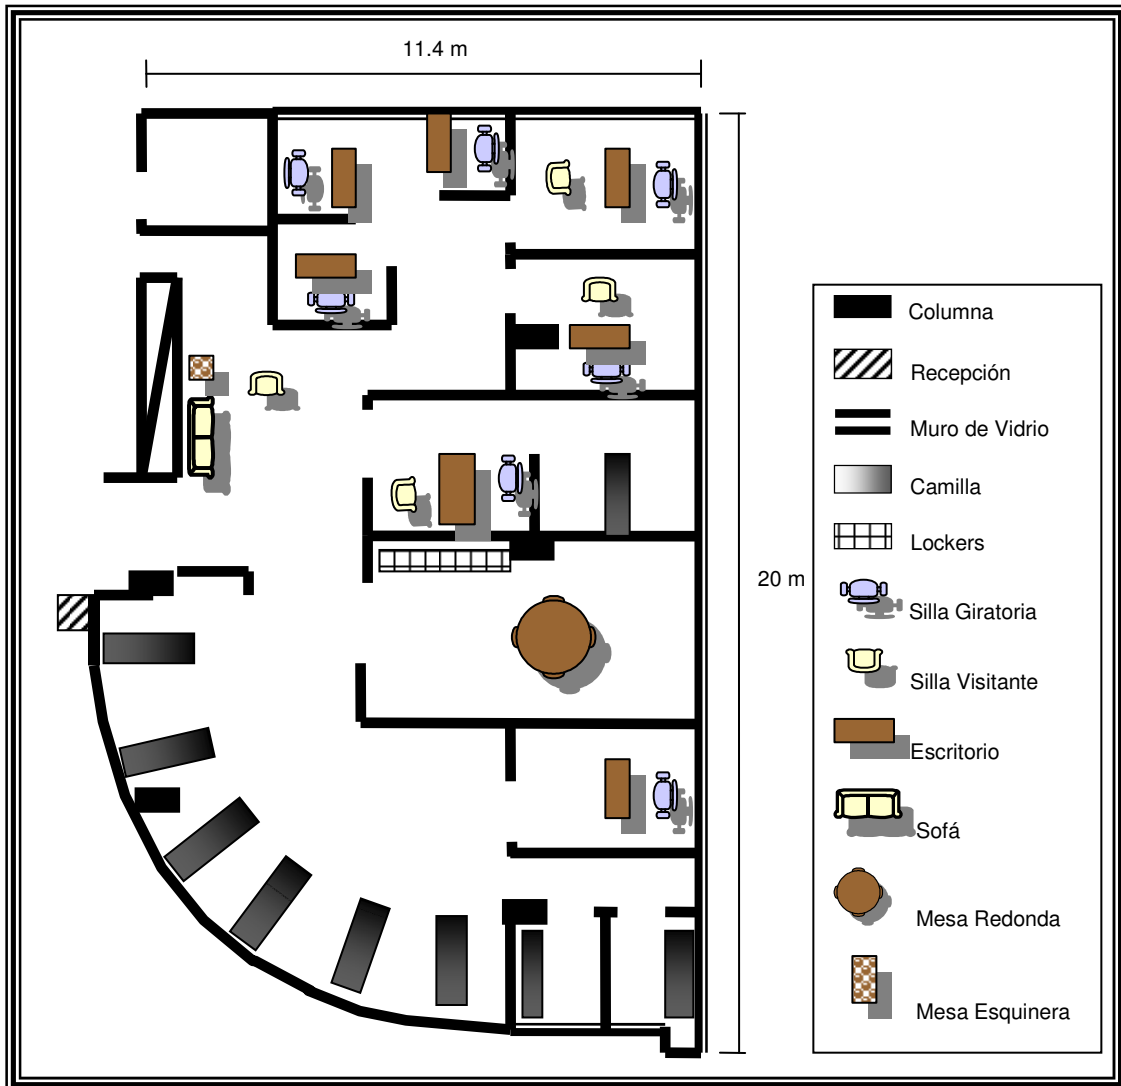 11.4 m
20 m
Columna
Recepción
Muro de Vidrio
Camilla
Lockers
Silla Giratoria
Silla Visitante
Escritorio
Sofá
Mesa Redonda
Mesa Esquinera